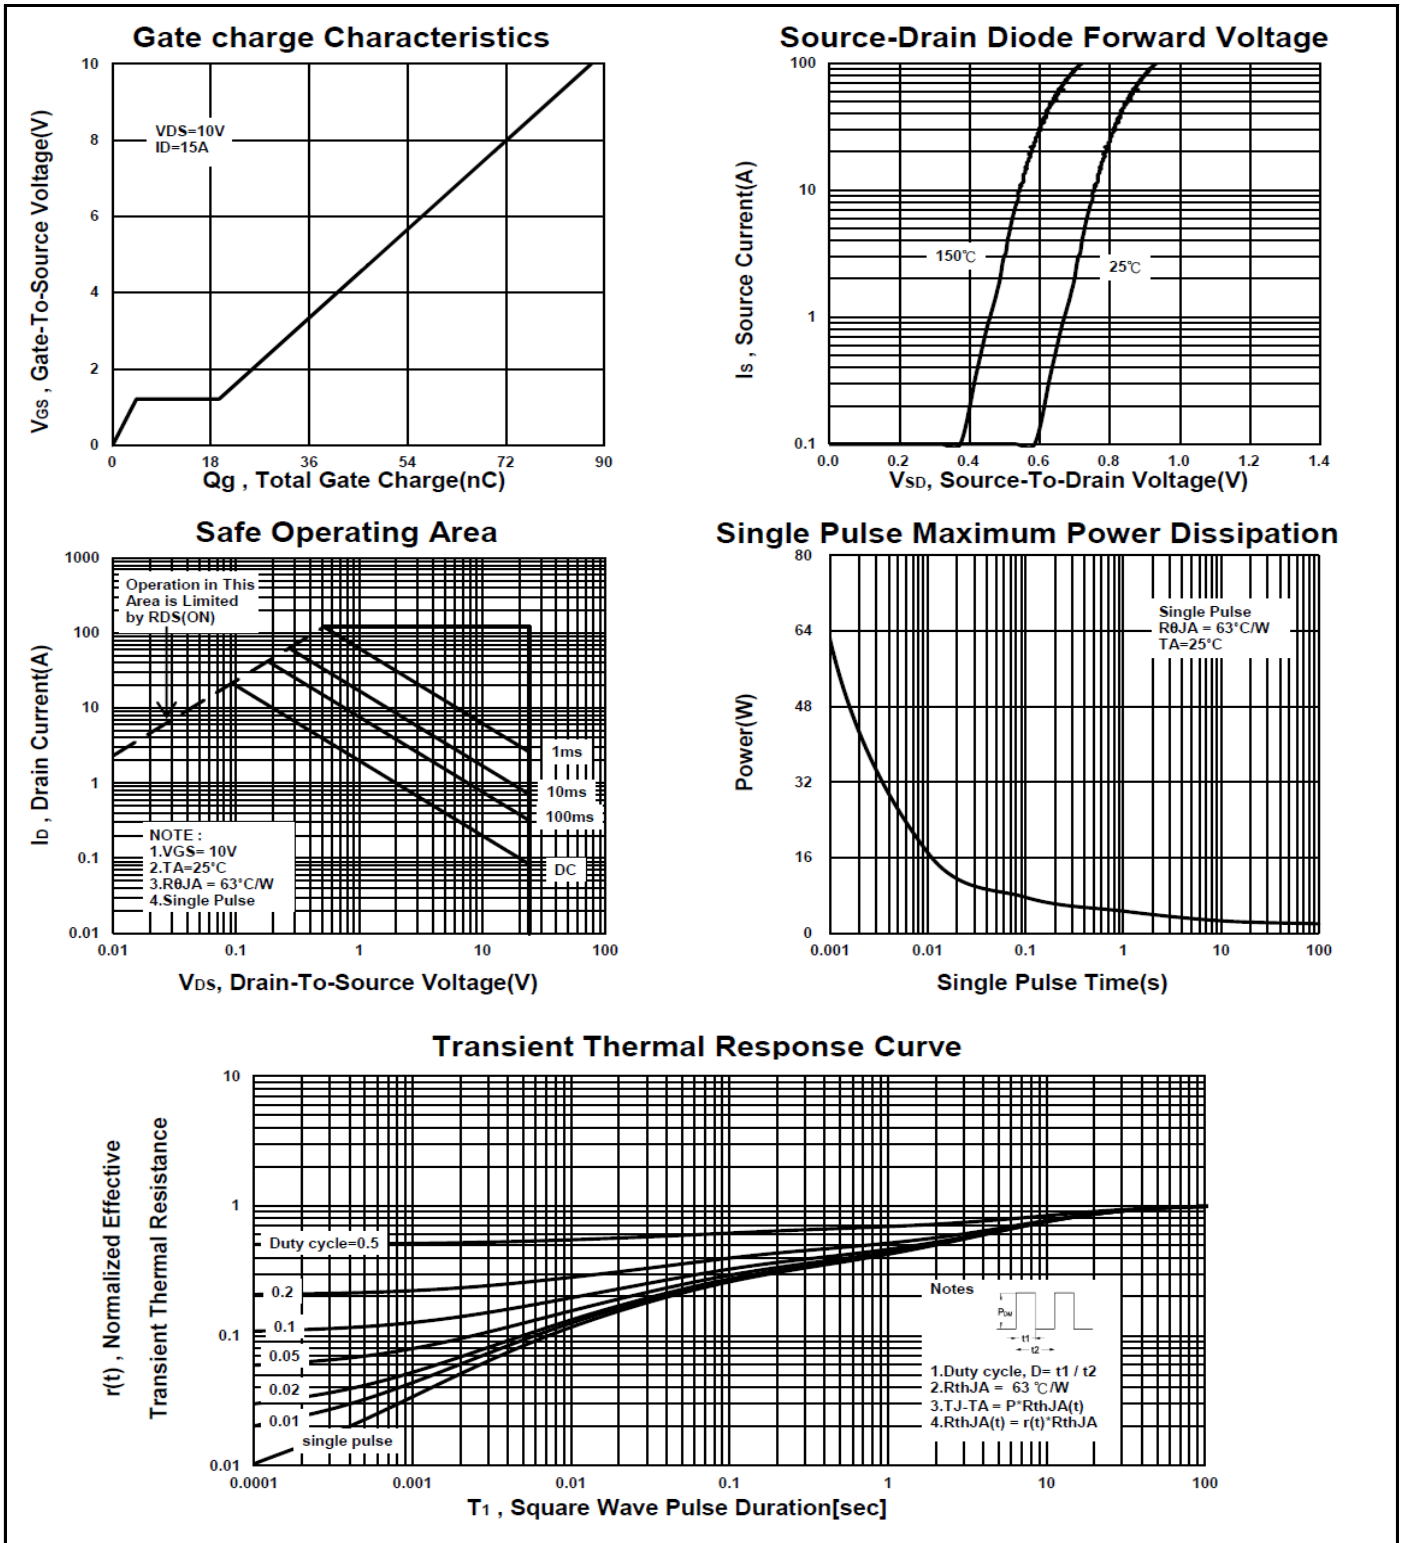 Gate charge Characteristics
10
8
6
4
2
0
VDS=10V
ID=15A
VGS , Gate-To-Source Voltage(V)
0 18 36 54 72 90
Qg , Total Gate Charge(nC)
Source-Drain Diode Forward Voltage
100
10
1
0.1
150℃
25℃
IS , Source Current(A)
0.0 0.2 0.4 0.6 0.8 1.0 1.2 1.4
VSD, Source-To-Drain Voltage(V)
Safe Operating Area
1000
100
10
1
0.1
0.01
Operation in This
Area is Limited
by RDS(ON)
ID , Drain Current(A)
1ms
10ms
100ms
DC
NOTE :
1.VGS= 10V
2.TA=25°C
3.RθJA = 63°C/W
4.Single Pulse
0.01 0.1 1 10 100
VDS, Drain-To-Source Voltage(V)
Single Pulse Maximum Power Dissipation
80
64
48
32
16
0
Single Pulse
RθJA = 63°C/W
TA=25°C
Power(W)
0.001 0.01 0.1 1 10 100
Single Pulse Time(s)
Transient Thermal Response Curve
10
1
0.1
0.01
r(t) , Normalized Effective
Transient Thermal Resistance
Duty cycle=0.5
0.2
0.1
0.05
0.02
0.01
single pulse
Notes
PDM
t1
t2
1.Duty cycle, D= t1 / t2
2.RthJA = 63 ℃/W
3.TJ-TA = P*RthJA(t)
4.RthJA(t) = r(t)*RthJA
0.0001 0.001 0.01 0.1 1 10 100
T1 , Square Wave Pulse Duration[sec]